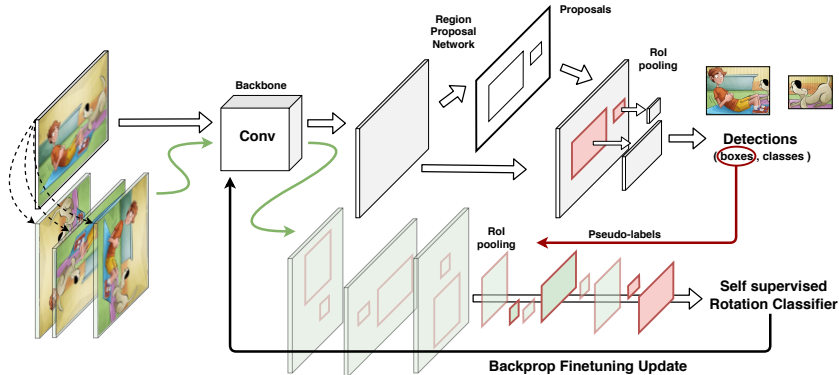 Region
Proposal
Network
Proposals
RoI
pooling
Backbone
Conv
Detections
(boxes, classes )
RoI
pooling
Pseudo-labels
Self supervised
Rotation Classifier
Backprop Finetuning Update